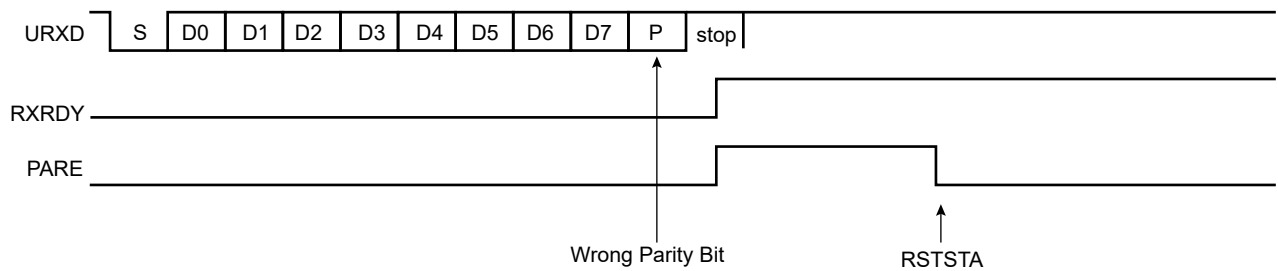 URXD S D0 D1 D2 D3 D4 D5 D6 D7 P stop
RXRDY
PARE
Wrong Parity Bit RSTSTA